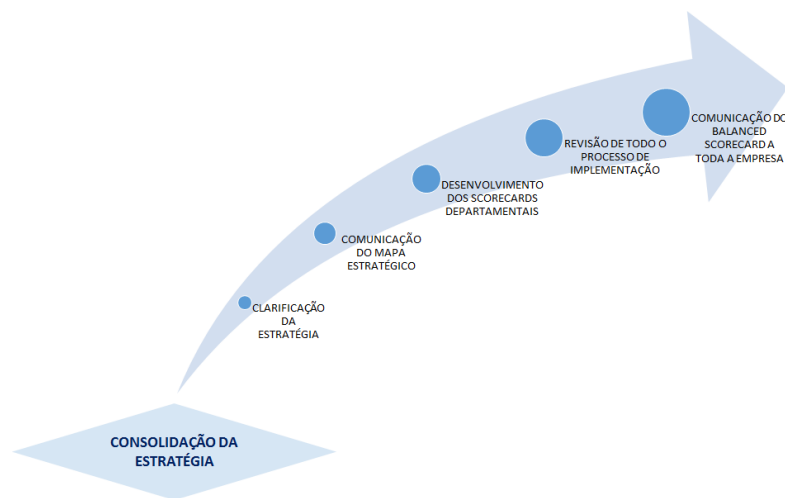 COMUNICAÇÃO DO
BALANCED
SCORECARD A
TODA A EMPRESA
REVISÃO DE TODO O
PROCESSO DE
IMPLEMENTAÇÃO
DESENVOLVIMENTO
DOS SCORECARDS
DEPARTAMENTAIS
COMUNICAÇÃO
DO MAPA
ESTRATÉGICO
CLARIFICAÇÃO
DA
ESTRATÉGIA
CONSOLIDAÇÃO DA
ESTRATÉGIA